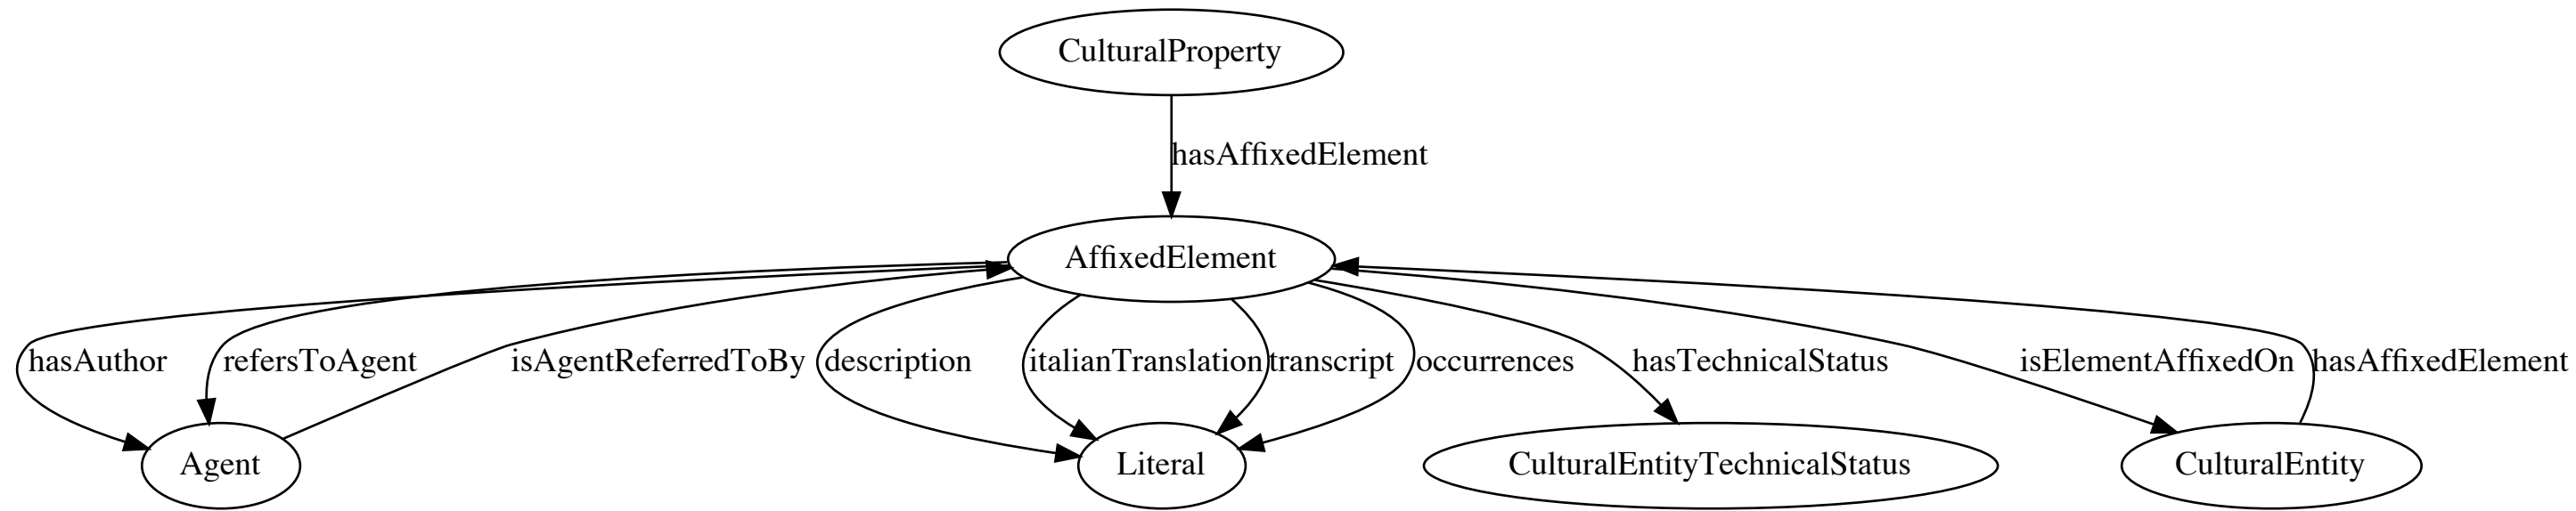 CulturalProperty
hasAffixedElement
AffixedElement
hasAuthor refersToAgent isAgentReferredToBy description italianTranslation transcript occurrences hasTechnicalStatus isElementAffixedOn hasAffixedElement
Agent Literal CulturalEntityTechnicalStatus CulturalEntity